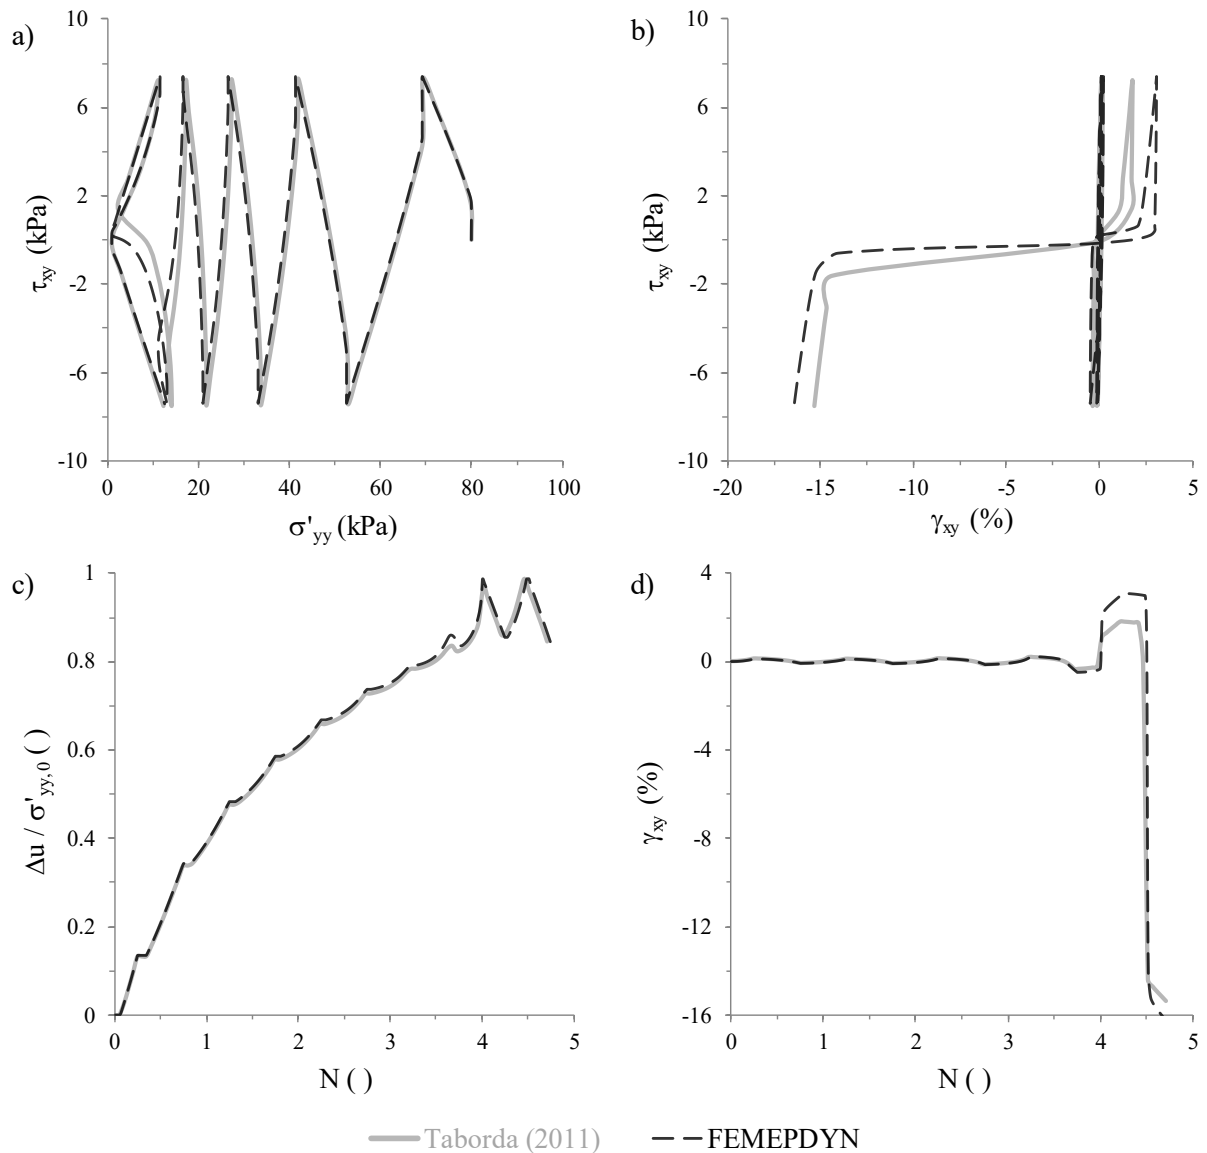 a)
10
6
2
-2
-6
-10
τxy (kPa)
0 20 40 60 80 100
σ'yy (kPa)
b)
10
6
2
-2
-6
-10
τxy (kPa)
-20 -15 -10 -5 0 5
γxy (%)
c)
1
0.8
0.6
0.4
0.2
0
Δu / σ'yy,0 ( )
0 1 2 3 4 5
N ( )
d)
4
0
-4
-8
-12
-16
γxy (%)
0 1 2 3 4 5
N ( )
Taborda (2011) FEMEPDYN